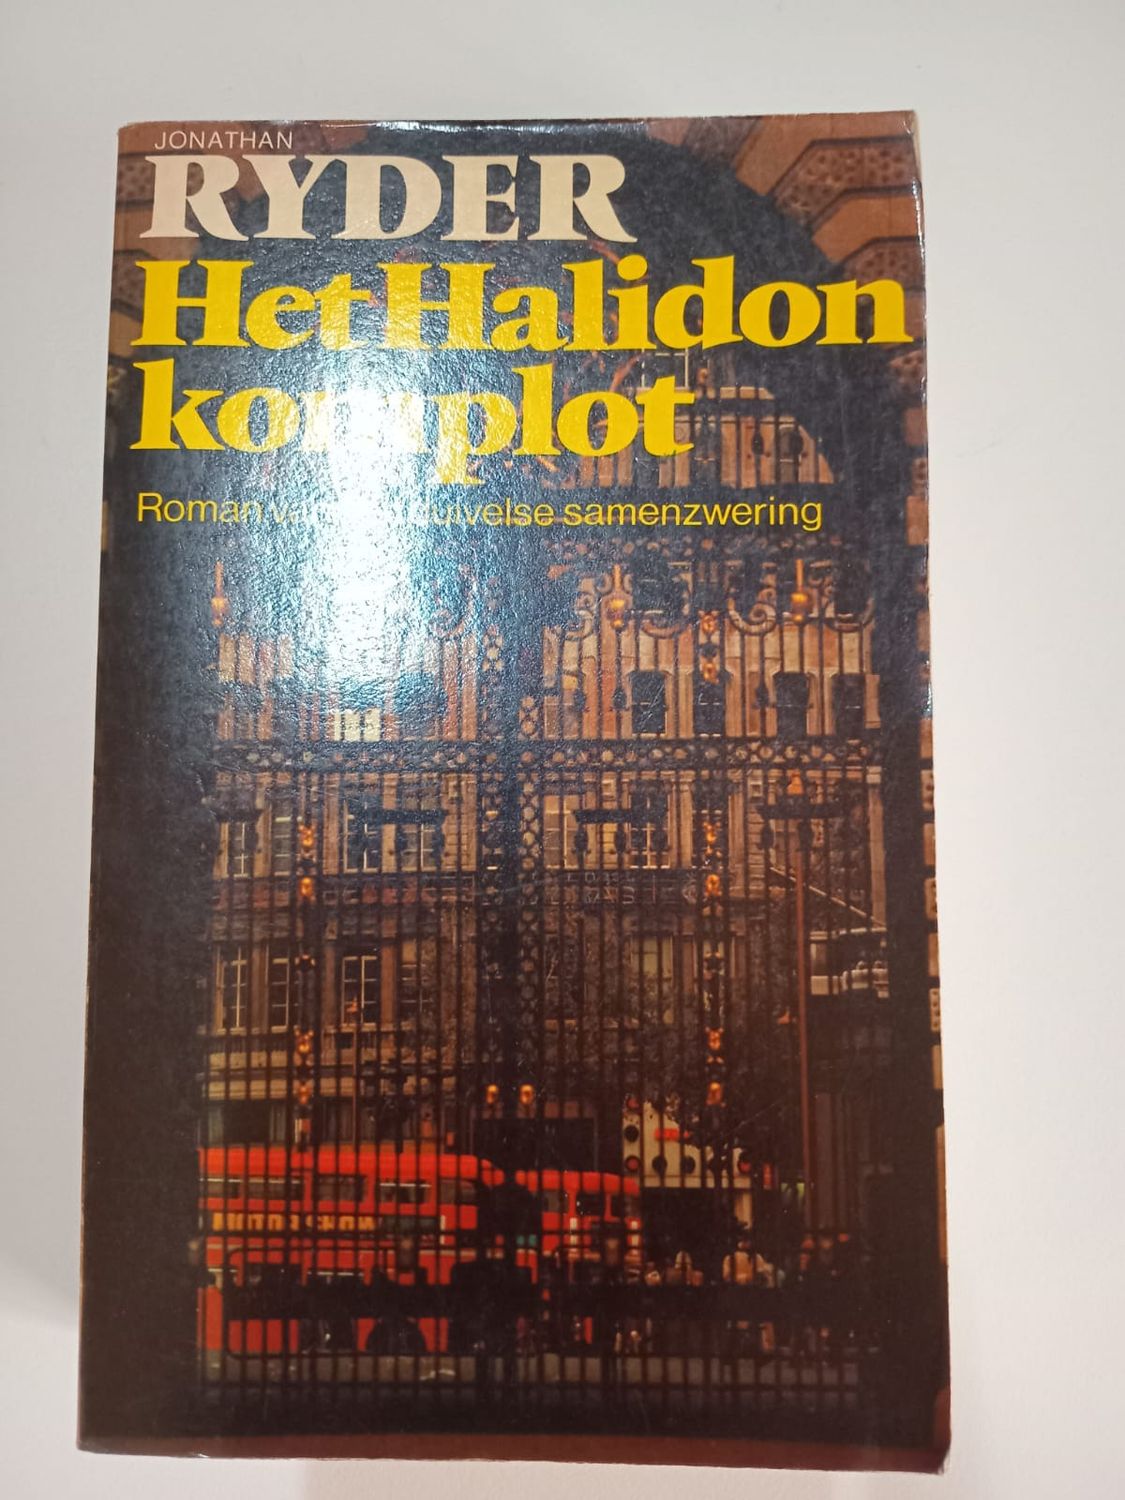 JONATHAN
RYDER
Het Halidon
komplot
Roman duivelse samenzwering